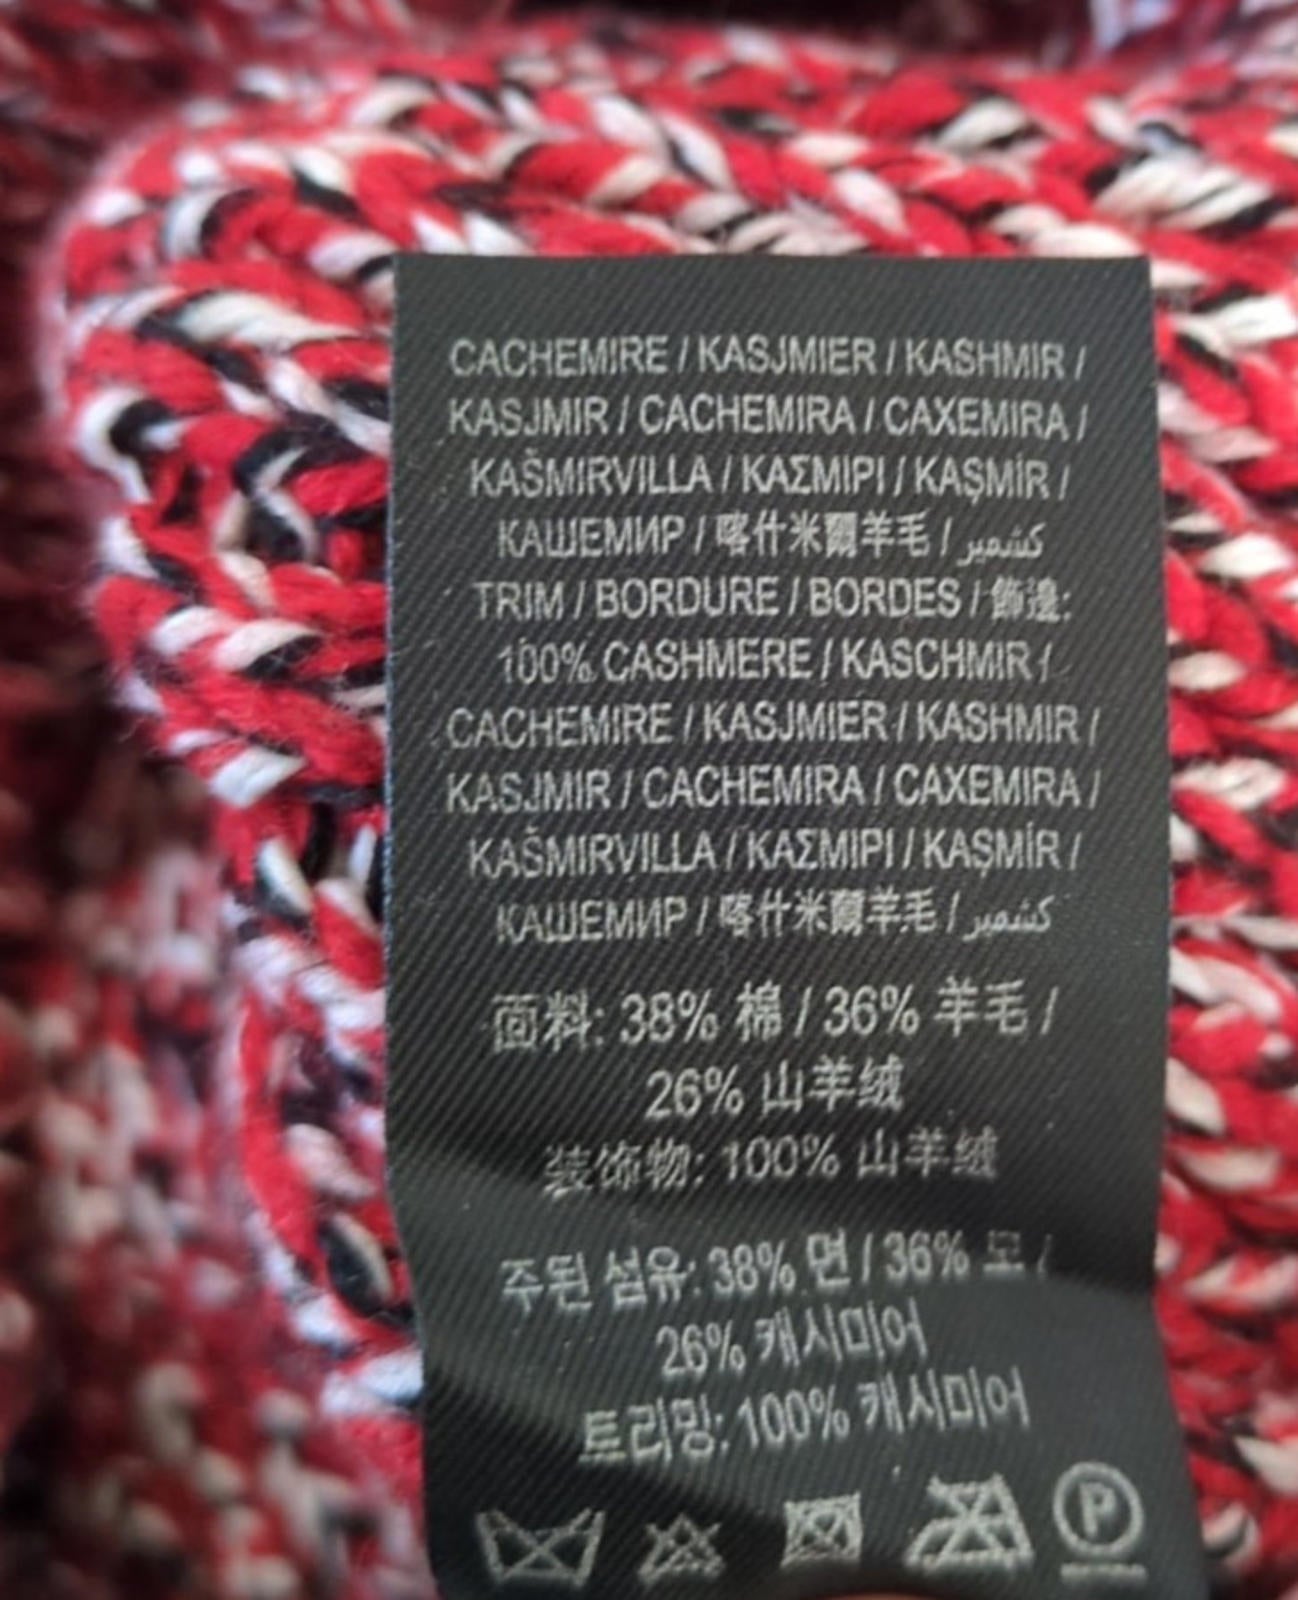 CACHEMIRE / KASJMIER / KASHMIR /
KASJMIR / CACHEMIRA / CAXEMIRA /
KAŠMIRVILLA / ΚΑΣΜΙΡΙ / KAŞMİR /
КАШЕМИР / 喀什米爾羊毛 / كشمير
TRIM / BORDURE / BORDES / 飾邊:
100% CASHMERE / KASCHMIR /
CACHEMIRE / KASJMIER / KASHMIR /
KASJMIR / CACHEMIRA / CAXEMIRA /
KAŠMIRVILLA / ΚΑΣΜΙΡΙ / KAŞMİR /
КАШЕМИР / 喀什米爾羊毛 / كشمير
面料: 38% 棉 / 36% 羊毛 /
26% 山羊绒
装饰物: 100% 山羊绒
주된 섬유: 38% 면 / 36% 모 /
26% 캐시미어
트리밍: 100% 캐시미어
P